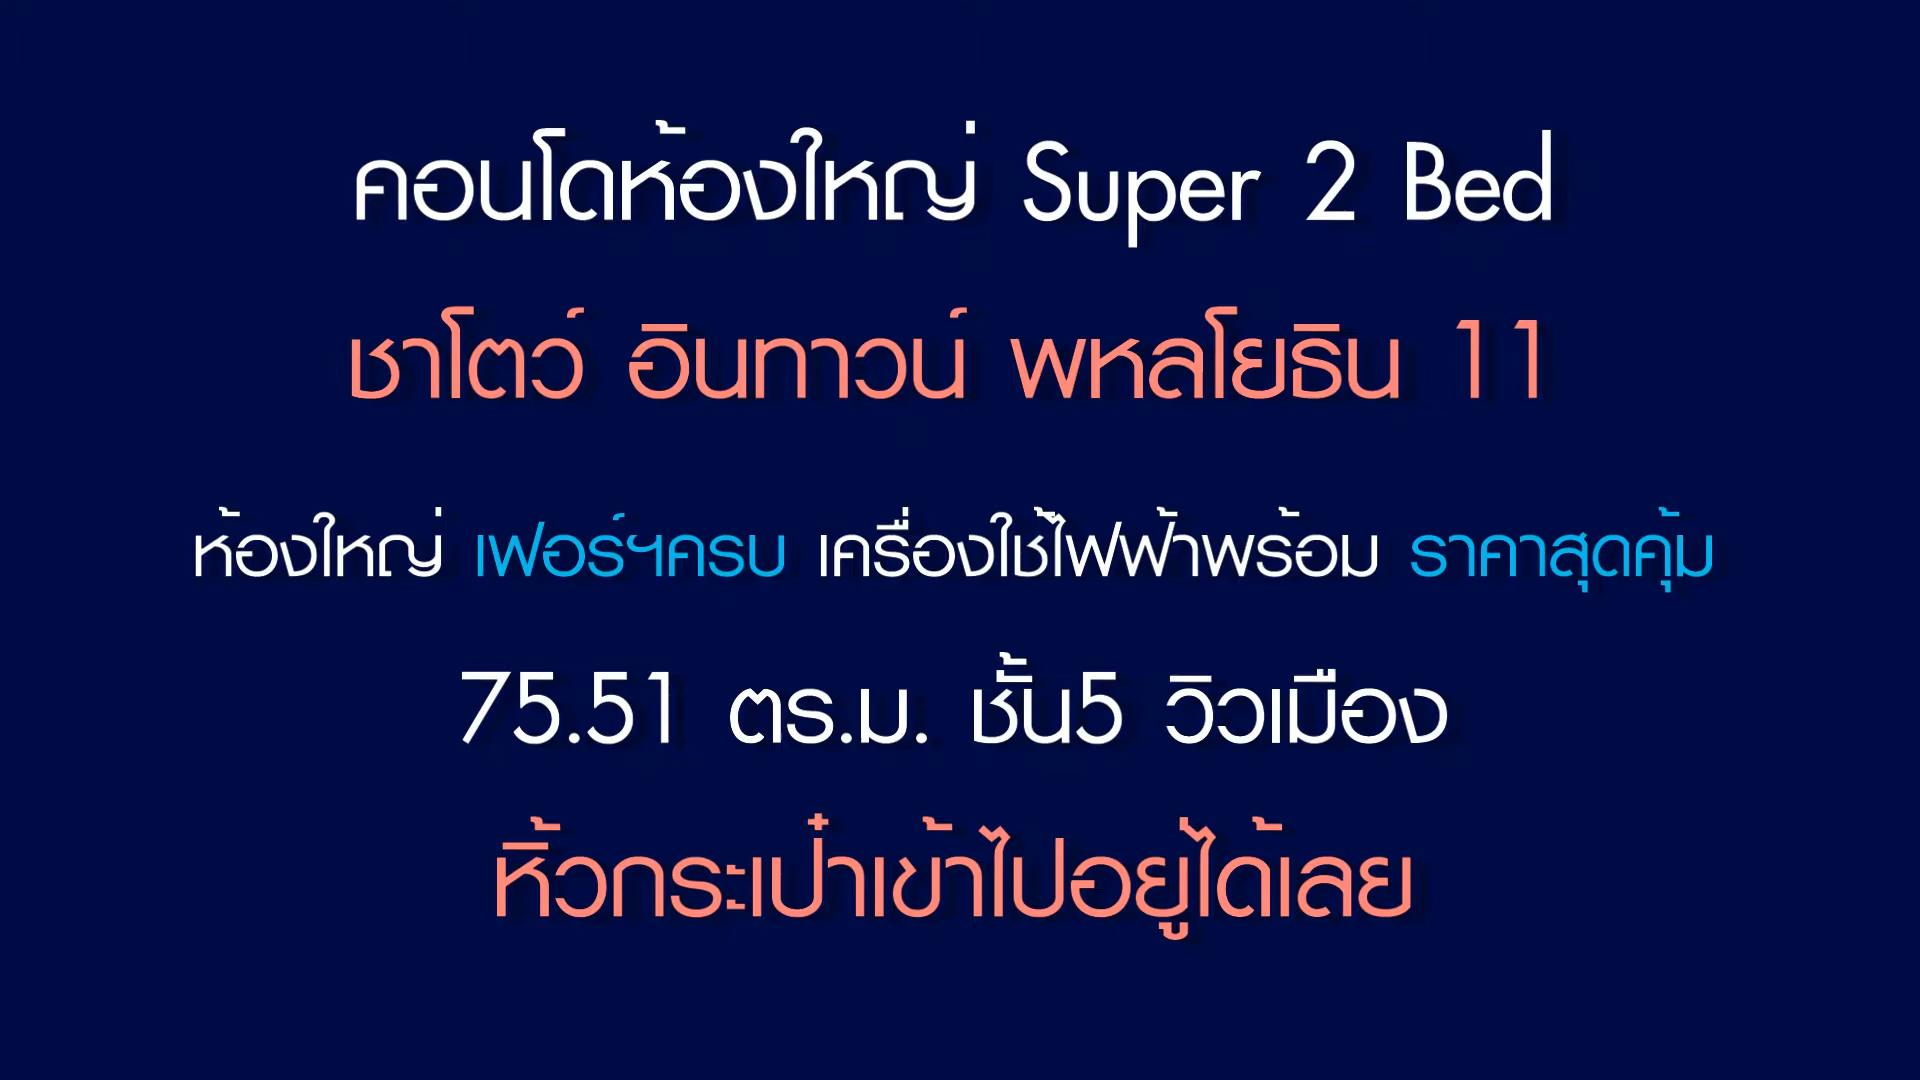 คอนโดห้องใหญ่ Super 2 Bed
ชาโตว์ อินทาวน์ พหลโยธิน 11
ห้องใหญ่ เฟอร์ฯครบ เครื่องใช้ไฟฟ้าพร้อม ราคาสุดคุ้ม
75.51 ตร.ม. ชั้น5 วิวเมือง
หิ้วกระเป๋าเข้าไปอยู่ได้เลย